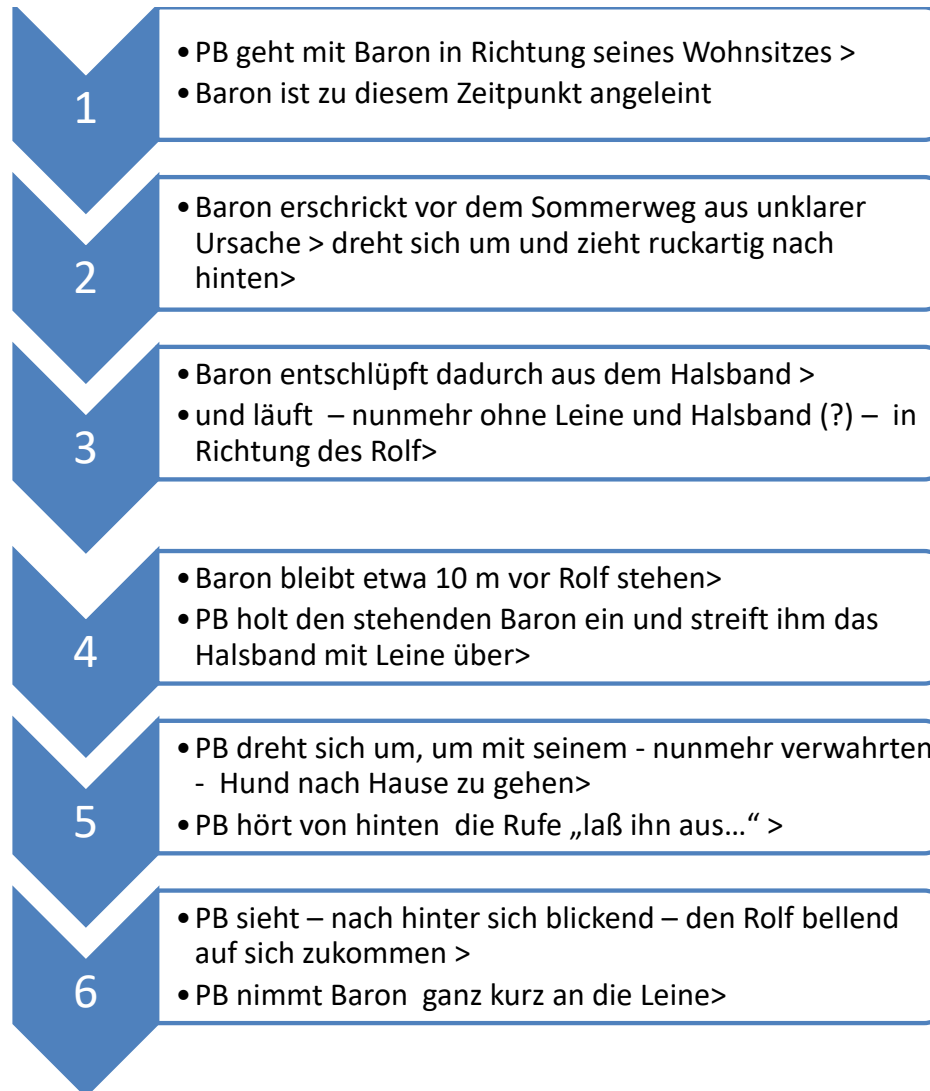 1
• PB geht mit Baron in Richtung seines Wohnsitzes >
• Baron ist zu diesem Zeitpunkt angeleint
2
• Baron erschrickt vor dem Sommerweg aus unklarer
Ursache > dreht sich um und zieht ruckartig nach
hinten>
3
• Baron entschlüpft dadurch aus dem Halsband >
• und läuft – nunmehr ohne Leine und Halsband (?) – in
Richtung des Rolf>
4
• Baron bleibt etwa 10 m vor Rolf stehen>
• PB holt den stehenden Baron ein und streift ihm das
Halsband mit Leine über>
5
• PB dreht sich um, um mit seinem - nunmehr verwahrten
- Hund nach Hause zu gehen>
• PB hört von hinten die Rufe „laß ihn aus…“ >
6
• PB sieht – nach hinter sich blickend – den Rolf bellend
auf sich zukommen >
• PB nimmt Baron ganz kurz an die Leine>